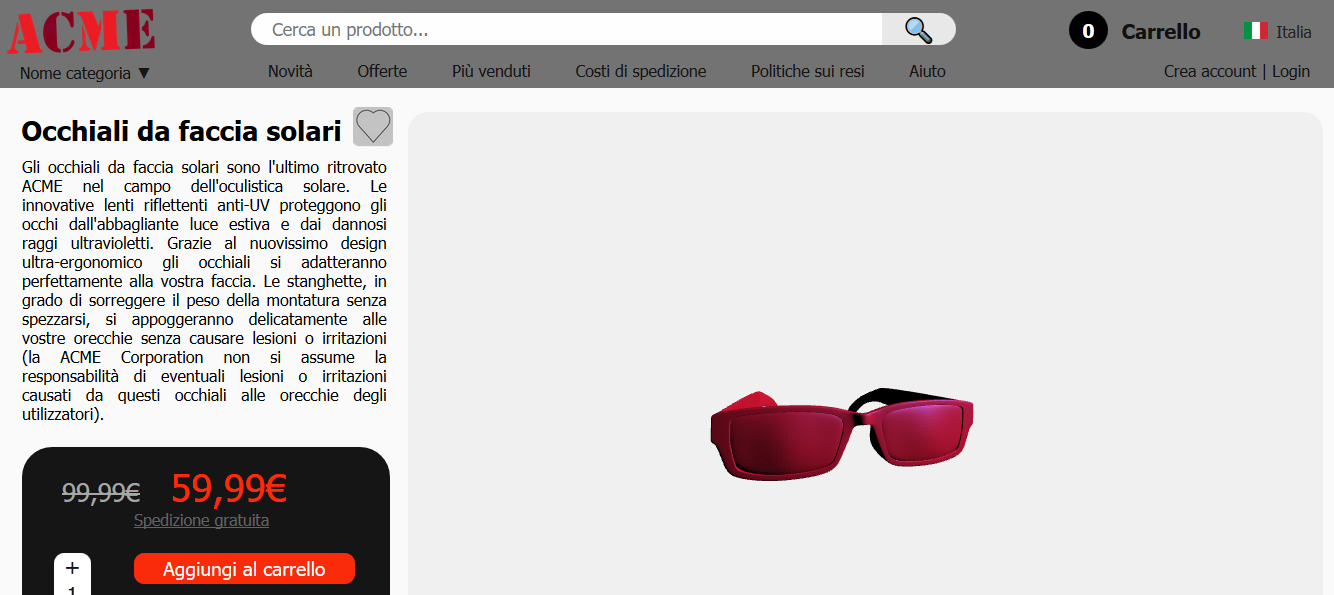 ACME
Cerca un prodotto...
0 Carrello
Italia
Nome categoria ▼
Novità Offerte Più venduti Costi di spedizione Politiche sui resi Aiuto
Crea account | Login
Occhiali da faccia solari
Gli occhiali da faccia solari sono l'ultimo ritrovato
ACME nel campo dell'oculistica solare. Le
innovative lenti riflettenti anti-UV proteggono gli
occhi dall'abbagliante luce estiva e dai dannosi
raggi ultravioletti. Grazie al nuovissimo design
ultra-ergonomico gli occhiali si adatteranno
perfettamente alla vostra faccia. Le stanghette, in
grado di sorreggere il peso della montatura senza
spezzarsi, si appoggeranno delicatamente alle
vostre orecchie senza causare lesioni o irritazioni
(la ACME Corporation non si assume la
responsabilità di eventuali lesioni o irritazioni
causati da questi occhiali alle orecchie degli
utilizzatori).
99,99€ 59,99€
Spedizione gratuita
+
Aggiungi al carrello
1